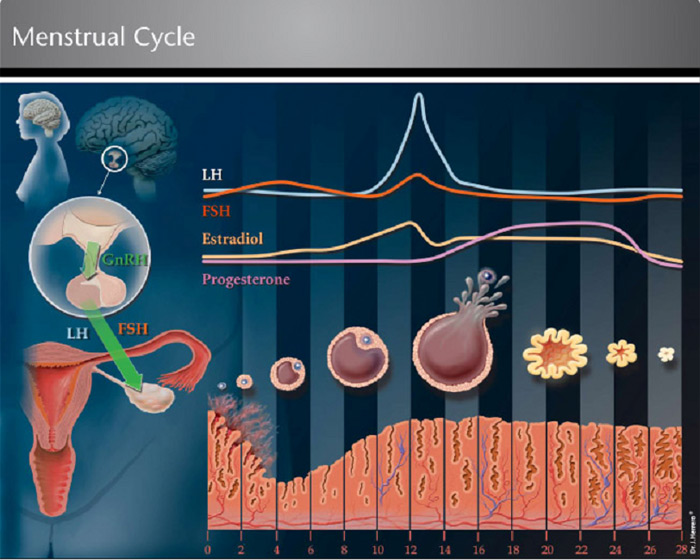 Menstrual Cycle
LH
FSH
Estradiol
Progesterone
GnRH
LH
FSH
0 2 4 6 8 10 12 14 16 18 20 22 24 26 28